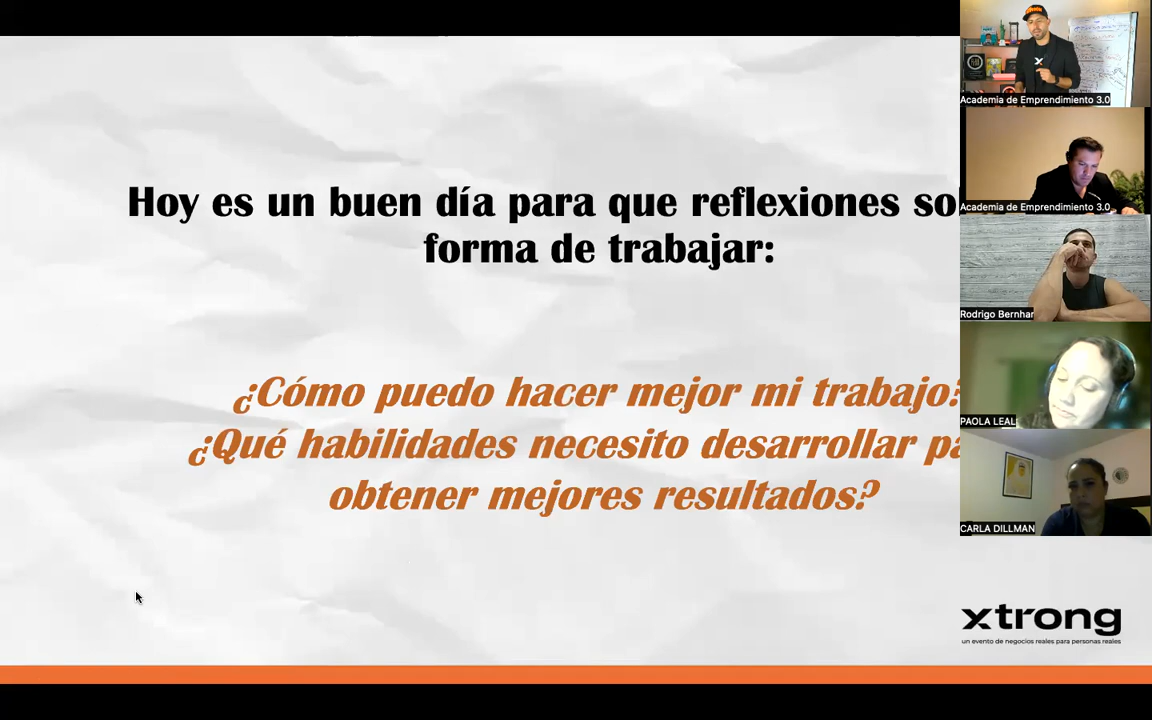 Hoy es un buen día para que reflexiones so
forma de trabajar:
¿Cómo puedo hacer mejor mi trabajo?
¿Qué habilidades necesito desarrollar pa
obtener mejores resultados?
Academia de Emprendimiento 3.0
Academia de Emprendimiento 3.0
Rodrigo Bernhar
PAOLA LEAL
CARLA DILLMAN
xtrong
un evento de negocios reales para personas reales